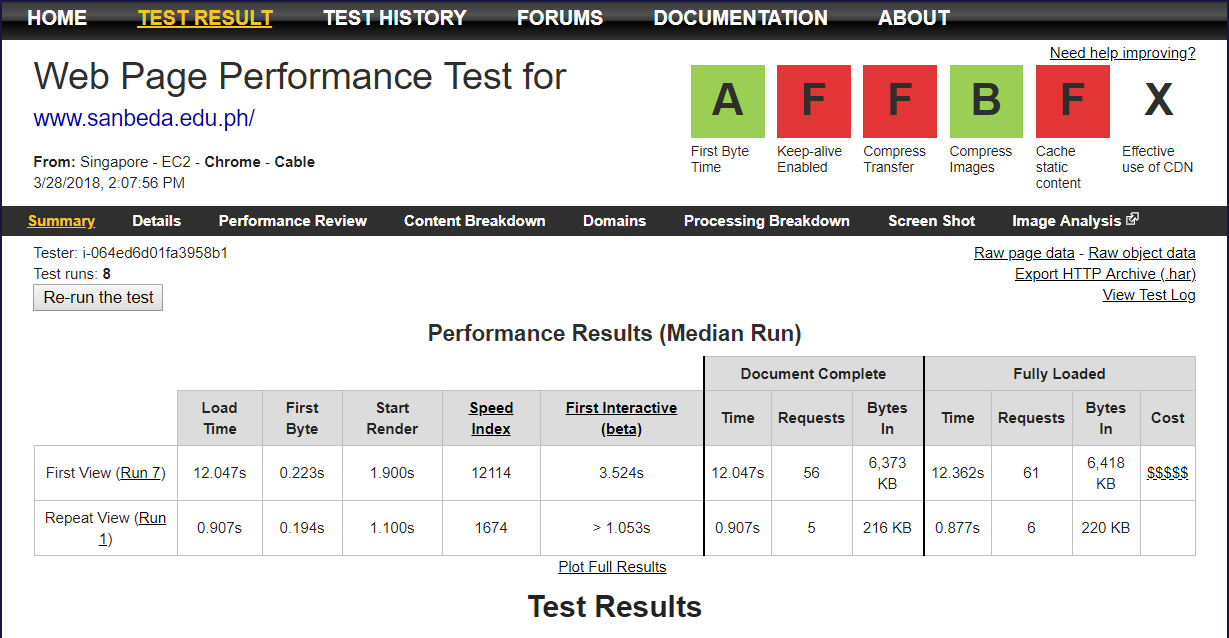 HOME TEST RESULT TEST HISTORY FORUMS DOCUMENTATION ABOUT
Need help improving?
Web Page Performance Test for
www.sanbeda.edu.ph/
From: Singapore - EC2 - Chrome - Cable
3/28/2018, 2:07:56 PM
A F F B F X
First Byte Time
Keep-alive Enabled
Compress Transfer
Compress Images
Cache static content
Effective use of CDN
Summary Details Performance Review Content Breakdown Domains Processing Breakdown Screen Shot Image Analysis
Tester: i-064ed6d01fa3958b1
Test runs: 8
Re-run the test
Raw page data - Raw object data
Export HTTP Archive (.har)
View Test Log
Performance Results (Median Run)
Document Complete Fully Loaded
Load Time First Byte Start Render Speed Index First Interactive (beta) Time Requests Bytes In Time Requests Bytes In Cost
First View (Run 7) 12.047s 0.223s 1.900s 12114 3.524s 12.047s 56 6,373 KB 12.362s 61 6,418 KB $$$$$
Repeat View (Run 1) 0.907s 0.194s 1.100s 1674 > 1.053s 0.907s 5 216 KB 0.877s 6 220 KB
Plot Full Results
Test Results